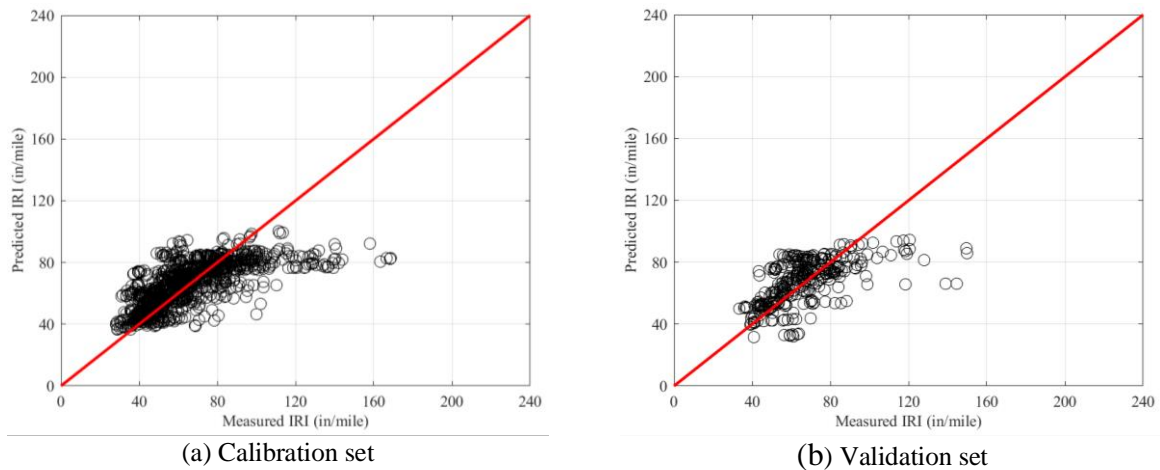 240
200
160
120
80
40
0
Predicted IRI (in/mile)
0 40 80 120 160 200 240
Measured IRI (in/mile)
(a) Calibration set
240
200
160
120
80
40
0
Predicted IRI (in/mile)
0 40 80 120 160 200 240
Measured IRI (in/mile)
(b) Validation set